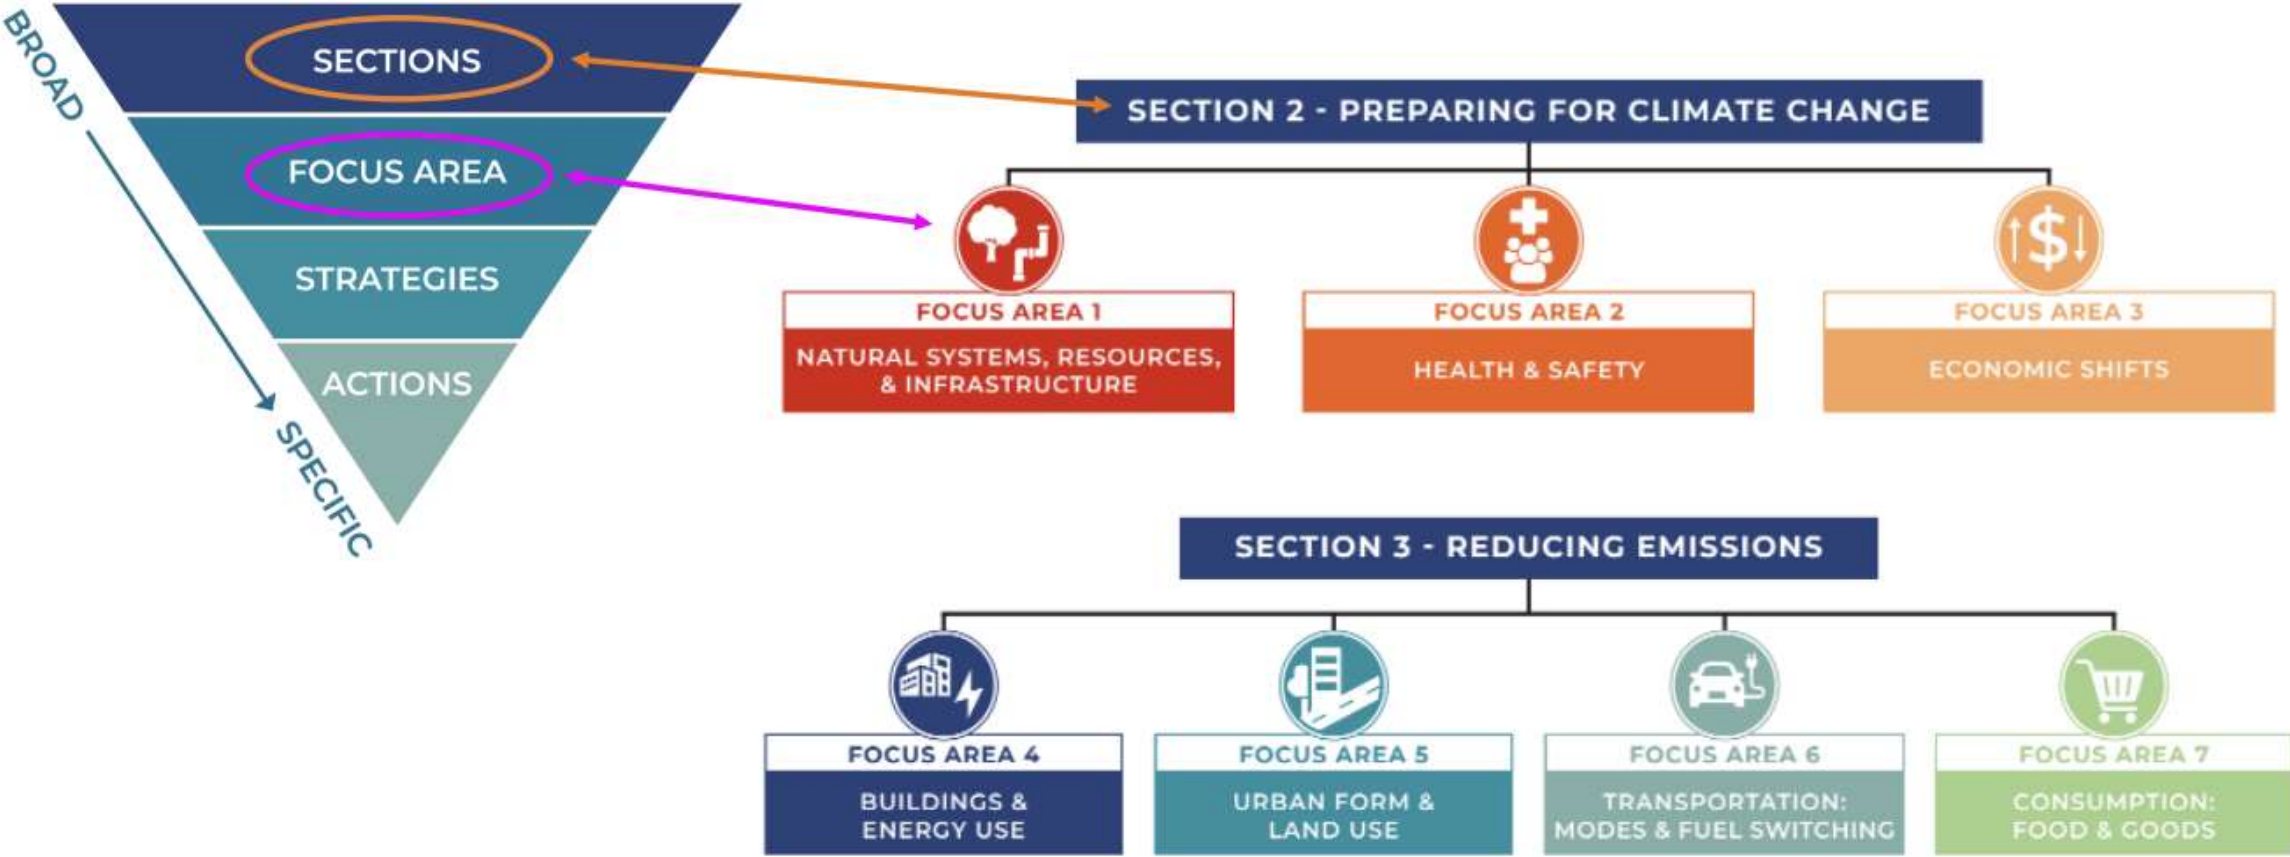 BROAD
SPECIFIC
SECTIONS
FOCUS AREA
STRATEGIES
ACTIONS
SECTION 2 - PREPARING FOR CLIMATE CHANGE
FOCUS AREA 1
NATURAL SYSTEMS, RESOURCES,
& INFRASTRUCTURE
FOCUS AREA 2
HEALTH & SAFETY
$
FOCUS AREA 3
ECONOMIC SHIFTS
SECTION 3 - REDUCING EMISSIONS
FOCUS AREA 4
BUILDINGS &
ENERGY USE
FOCUS AREA 5
URBAN FORM &
LAND USE
FOCUS AREA 6
TRANSPORTATION:
MODES & FUEL SWITCHING
FOCUS AREA 7
CONSUMPTION:
FOOD & GOODS